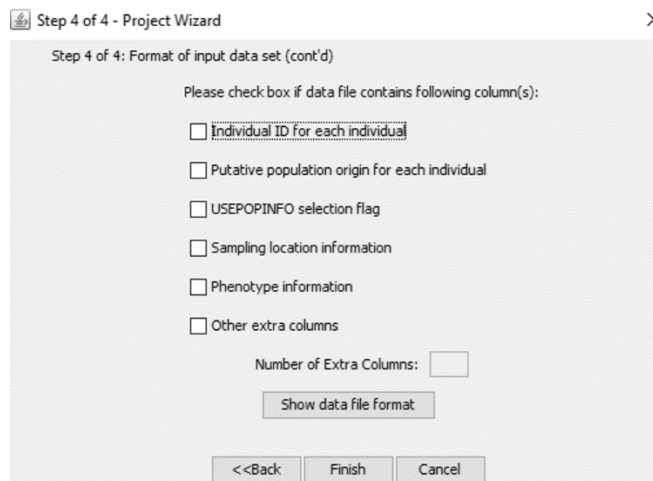 Step 4 of 4 - Project Wizard
Step 4 of 4: Format of input data set (cont'd)
Please check box if data file contains following column(s):
Individual ID for each individual
Putative population origin for each individual
USEPOPINFO selection flag
Sampling location information
Phenotype information
Other extra columns
Number of Extra Columns:
Show data file format
<<Back Finish Cancel